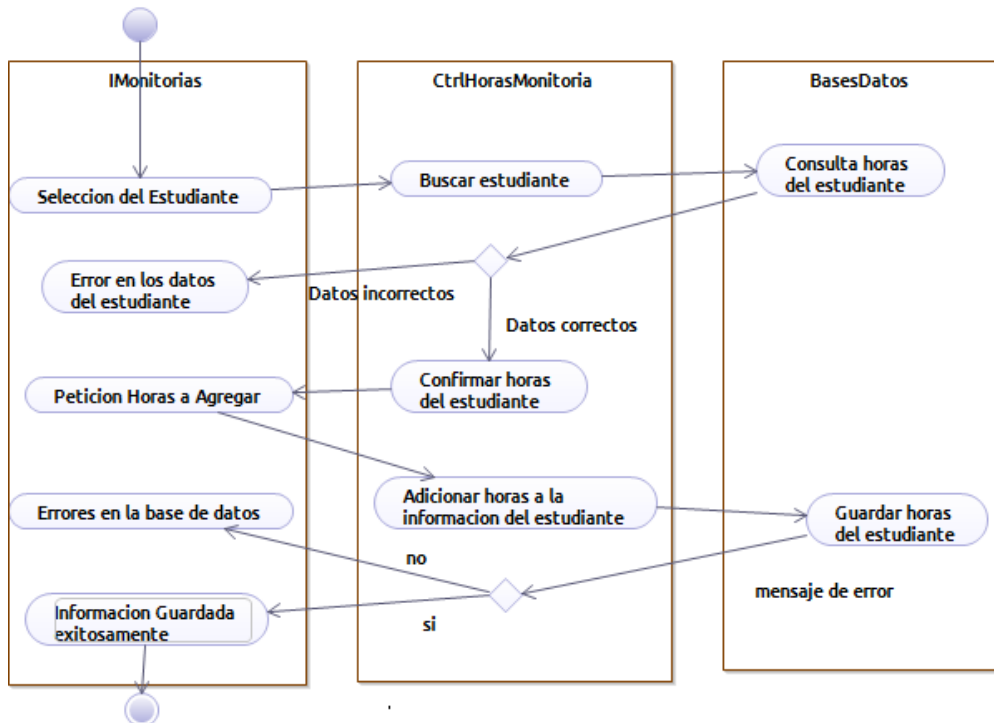 IMonitorias
CtrlHorasMonitoria
BasesDatos
Seleccion del Estudiante
Buscar estudiante
Consulta horas
del estudiante
Error en los datos
del estudiante
Datos incorrectos
Datos correctos
Peticion Horas a Agregar
Confirmar horas
del estudiante
Errores en la base de datos
Adicionar horas a la
informacion del estudiante
Guardar horas
del estudiante
no
mensaje de error
Informacion Guardada
exitosamente
si